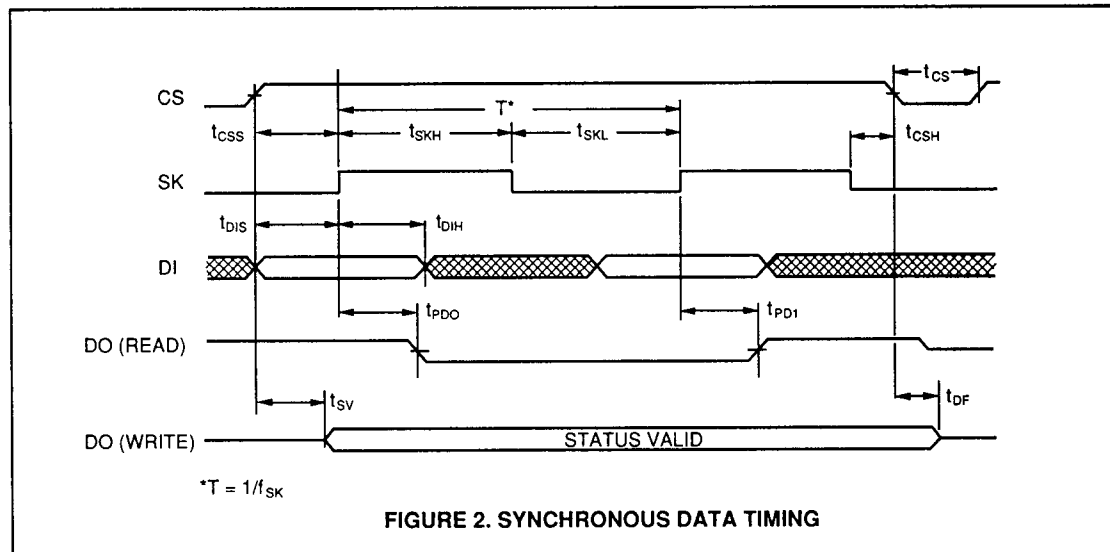 CS
tCS
T*
tCSS
tSKH
tSKL
tCSH
SK
tDIS
tDIH
DI
tPDO
tPD1
DO (READ)
tSV
tDF
DO (WRITE)
STATUS VALID
*T = 1/fSK
FIGURE 2. SYNCHRONOUS DATA TIMING